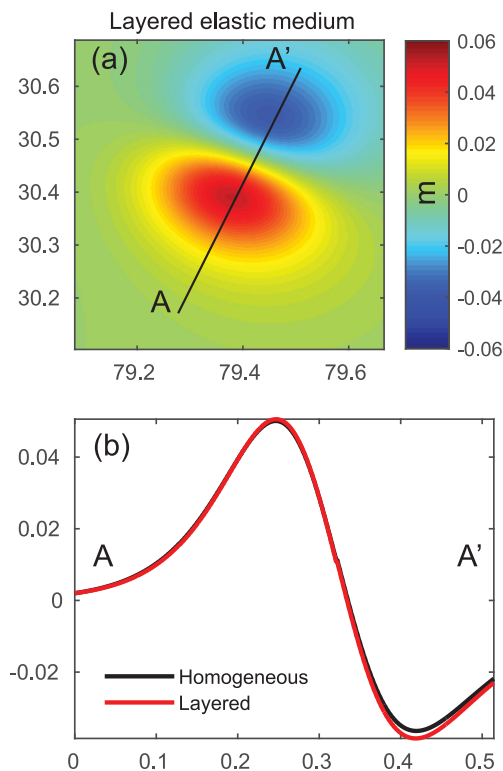 Layered elastic medium
(a)
A'
A
30.6
30.5
30.4
30.3
30.2
79.2 79.4 79.6
0.06
0.04
0.02
0
-0.02
-0.04
-0.06
m
(b)
A A'
0.04
0.02
0
-0.02
Homogeneous
Layered
0 0.1 0.2 0.3 0.4 0.5